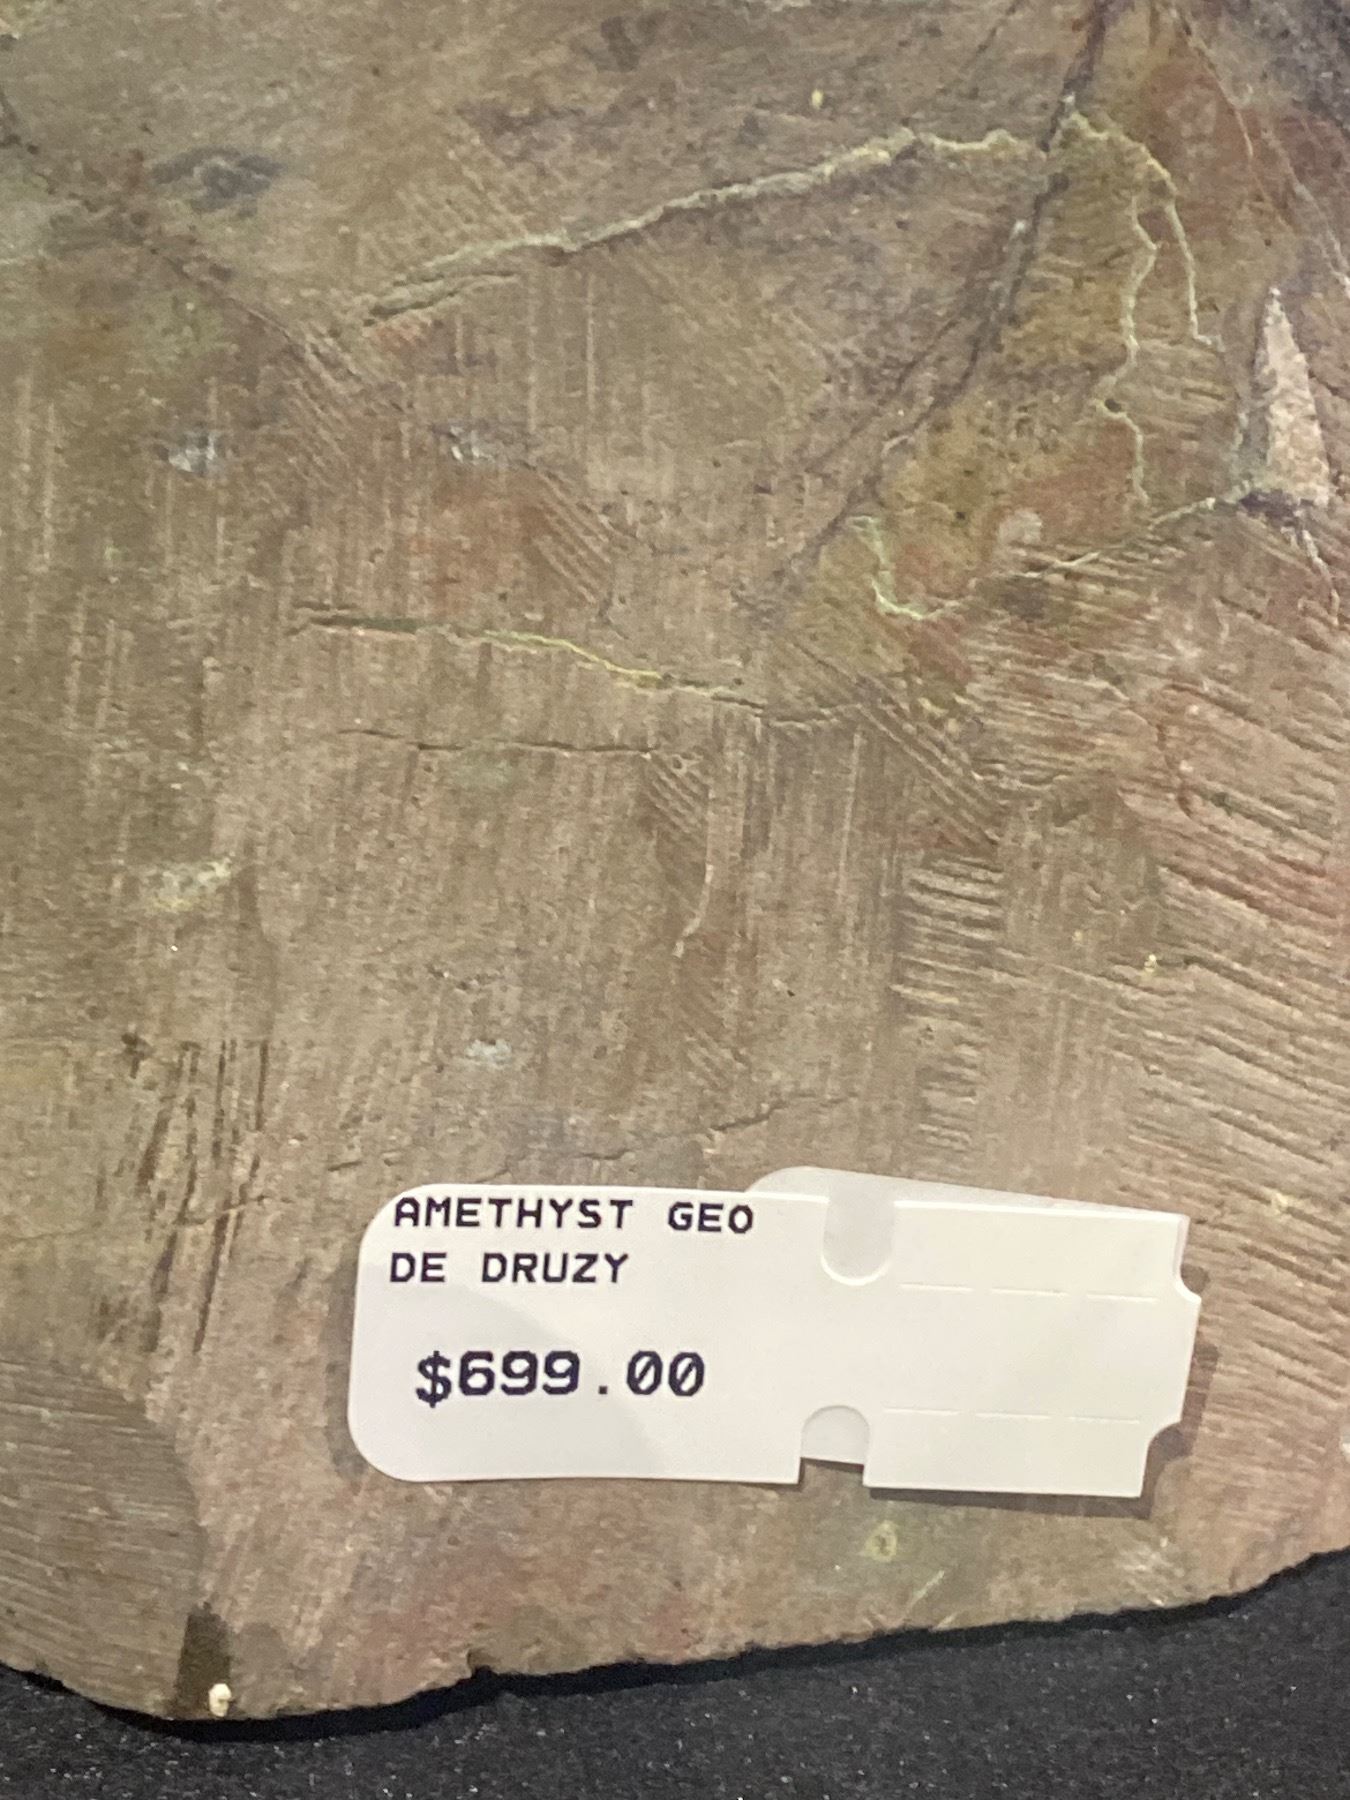 AMETHYST GEO
DE DRUZY
$699.00